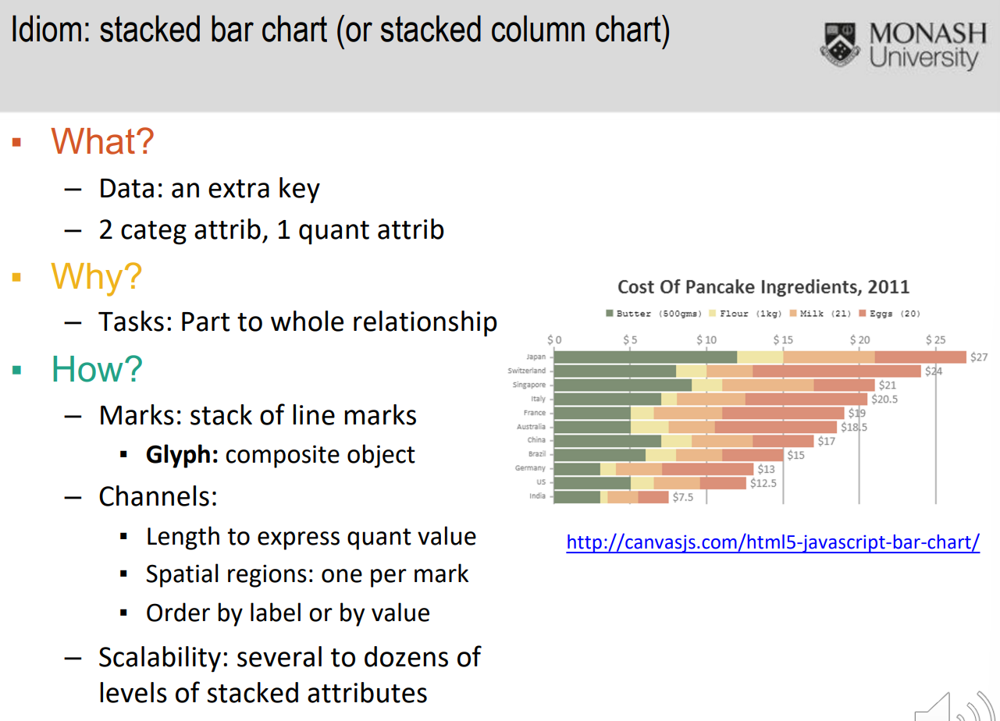 Idiom: stacked bar chart (or stacked column chart)
MONASH
University
▪ What?
– Data: an extra key
– 2 categ attrib, 1 quant attrib
▪ Why?
– Tasks: Part to whole relationship
▪ How?
– Marks: stack of line marks
▪ Glyph: composite object
– Channels:
▪ Length to express quant value
▪ Spatial regions: one per mark
▪ Order by label or by value
– Scalability: several to dozens of
levels of stacked attributes
Cost Of Pancake Ingredients, 2011
Butter (500gms) Flour (1kg) Milk (2l) Eggs (20)
$ 0 $ 5 $ 10 $ 15 $ 20 $ 25
Japan $27
Switzerland $24
Singapore $21
Italy $20.5
France $19
Australia $18.5
China $17
Brazil $15
Germany $13
US $12.5
India $7.5
http://canvasjs.com/html5-javascript-bar-chart/